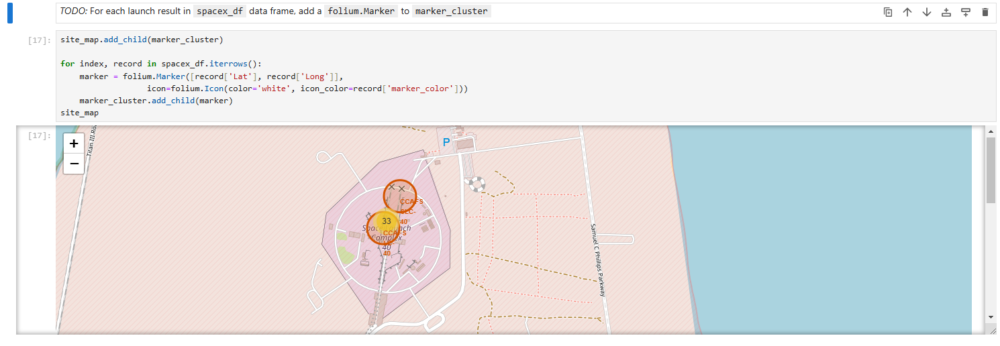 TODO: For each launch result in spacex_df data frame, add a folium.Marker to marker_cluster
[17]:
site_map.add_child(marker_cluster)
for index, record in spacex_df.iterrows():
    marker = folium.Marker([record['Lat'], record['Long']],
                  icon=folium.Icon(color='white', icon_color=record['marker_color']))
    marker_cluster.add_child(marker)
site_map
[17]:
+
−
Titan III Ro
P
CCAFS
SLC-
40
33
CCAFS
Complex
40
40
Samuel C Phillips Parkway